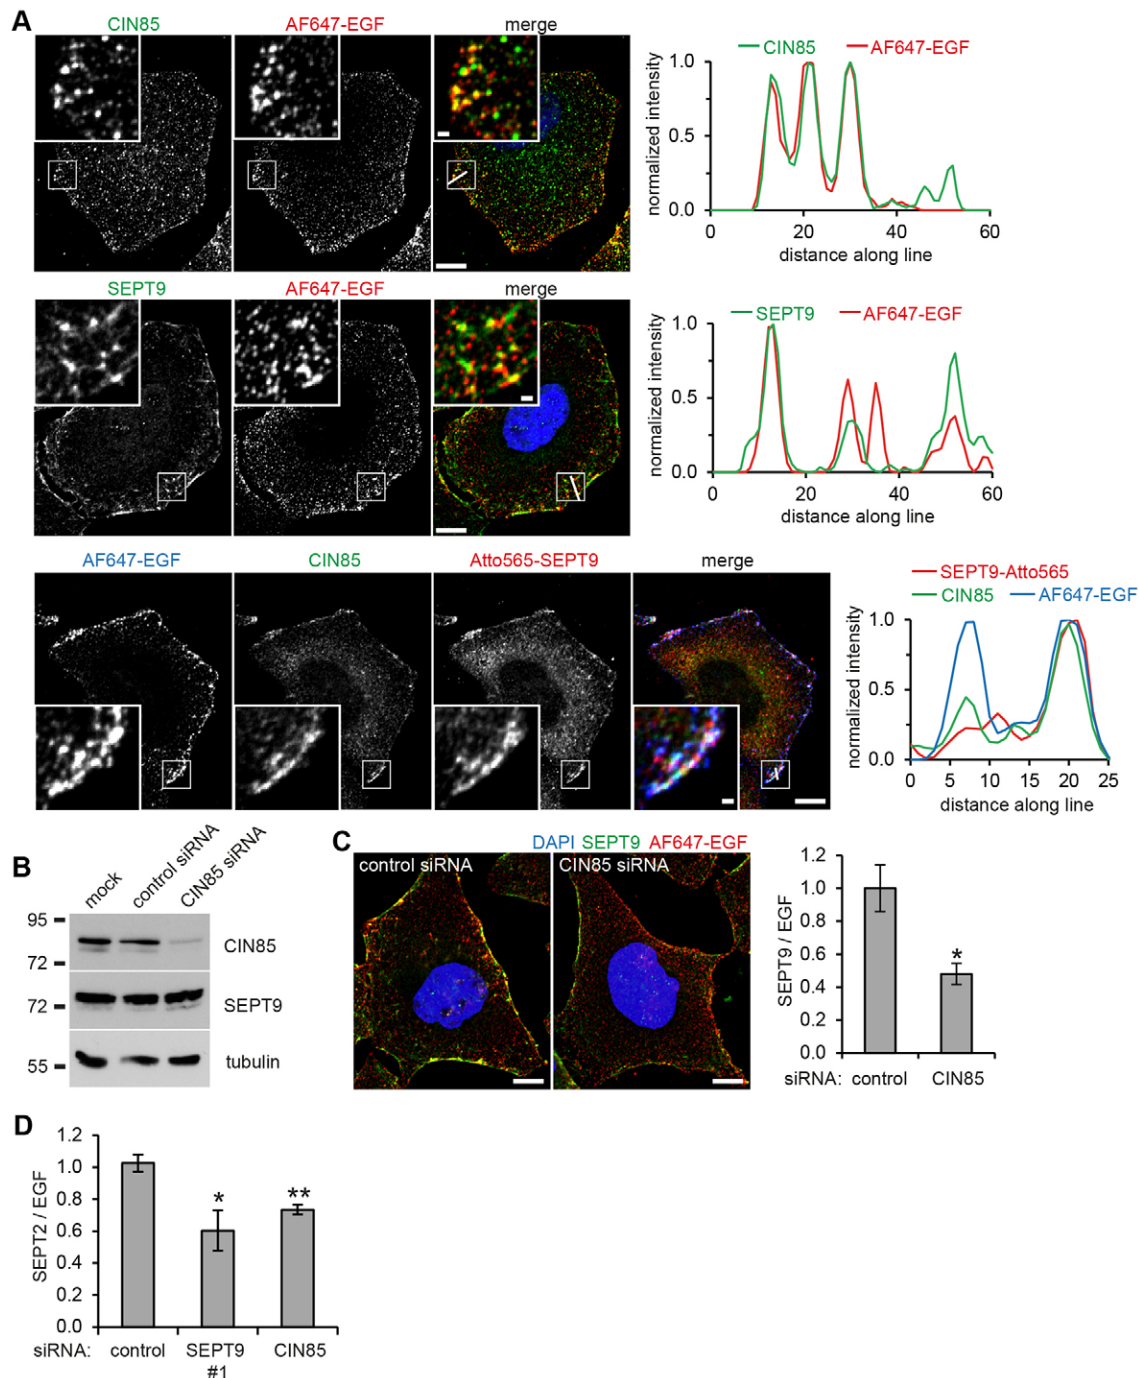 A
CIN85 AF647-EGF merge
CIN85 AF647-EGF
normalized intensity
1.0
0.5
0.0
0 20 40 60
distance along line
SEPT9 AF647-EGF merge
SEPT9 AF647-EGF
normalized intensity
1.0
0.5
0.0
0 20 40 60
distance along line
AF647-EGF CIN85 Atto565-SEPT9 merge
SEPT9-Atto565
CIN85 AF647-EGF
normalized intensity
1.0
0.5
0.0
0 5 10 15 20 25
distance along line
B
mock control siRNA CIN85 siRNA
95
72
CIN85
72
SEPT9
55
tubulin
C
DAPI SEPT9 AF647-EGF
control siRNA CIN85 siRNA
SEPT9 / EGF
1.2
1.0
0.8
0.6
0.4
0.2
0.0
*
siRNA: control CIN85
D
SEPT2 / EGF
1.2
1.0
0.8
0.6
0.4
0.2
0.0
* **
siRNA: control SEPT9 CIN85
#1